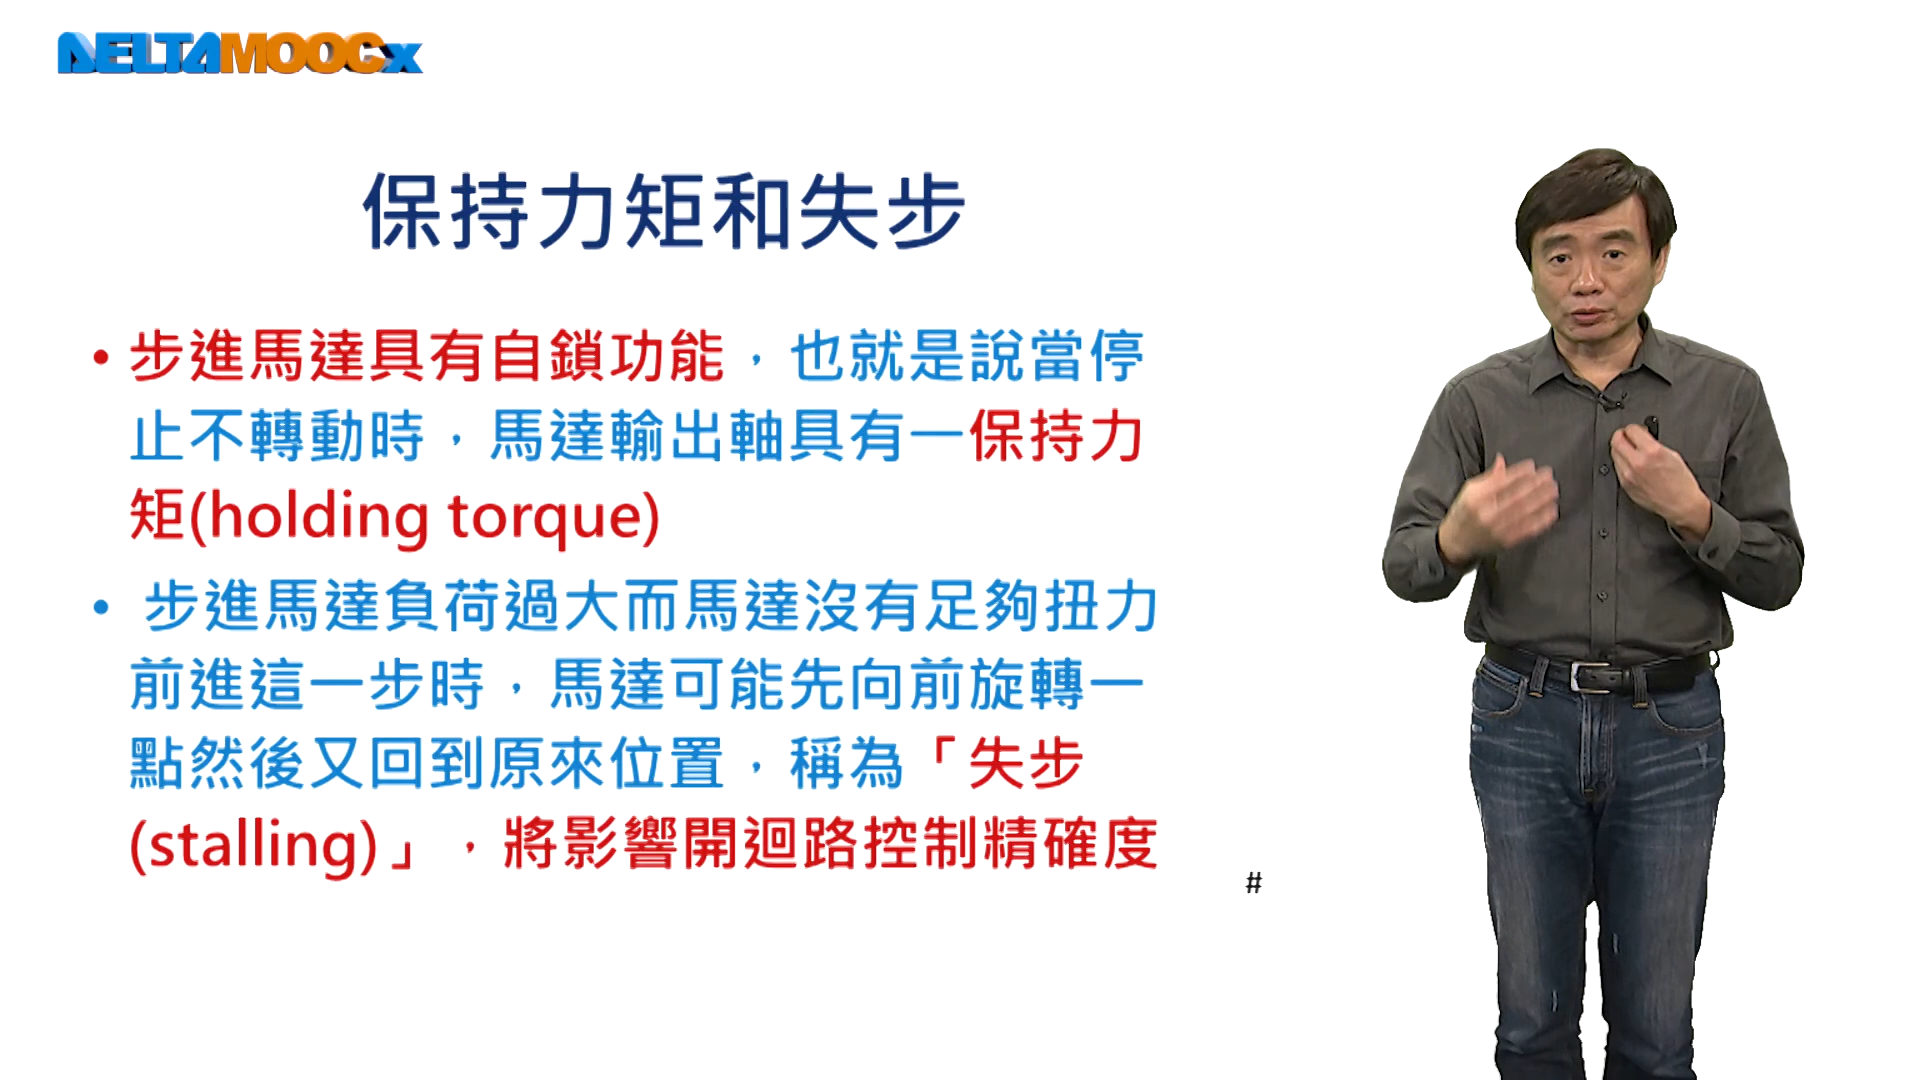 DELTAMOOCx
保持力矩和失步
•步進馬達具有自鎖功能，也就是說當停
止不轉動時，馬達輸出軸具有一保持力
矩(holding torque)
• 步進馬達負荷過大而馬達沒有足夠扭力
前進這一步時，馬達可能先向前旋轉一
點然後又回到原來位置，稱為「失步
(stalling)」，將影響開迴路控制精確度
#